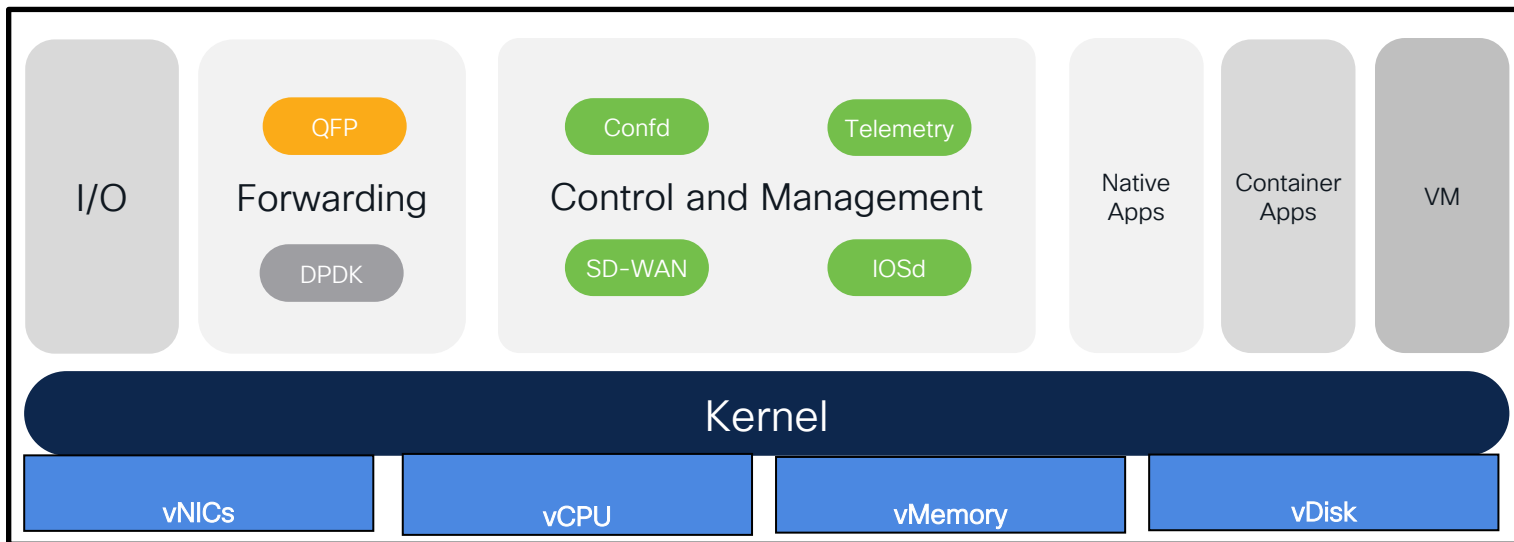 I/O
QFP
Forwarding
DPDK
Confd
Telemetry
Control and Management
SD-WAN
IOSd
Native
Apps
Container
Apps
VM
Kernel
vNICs
vCPU
vMemory
vDisk